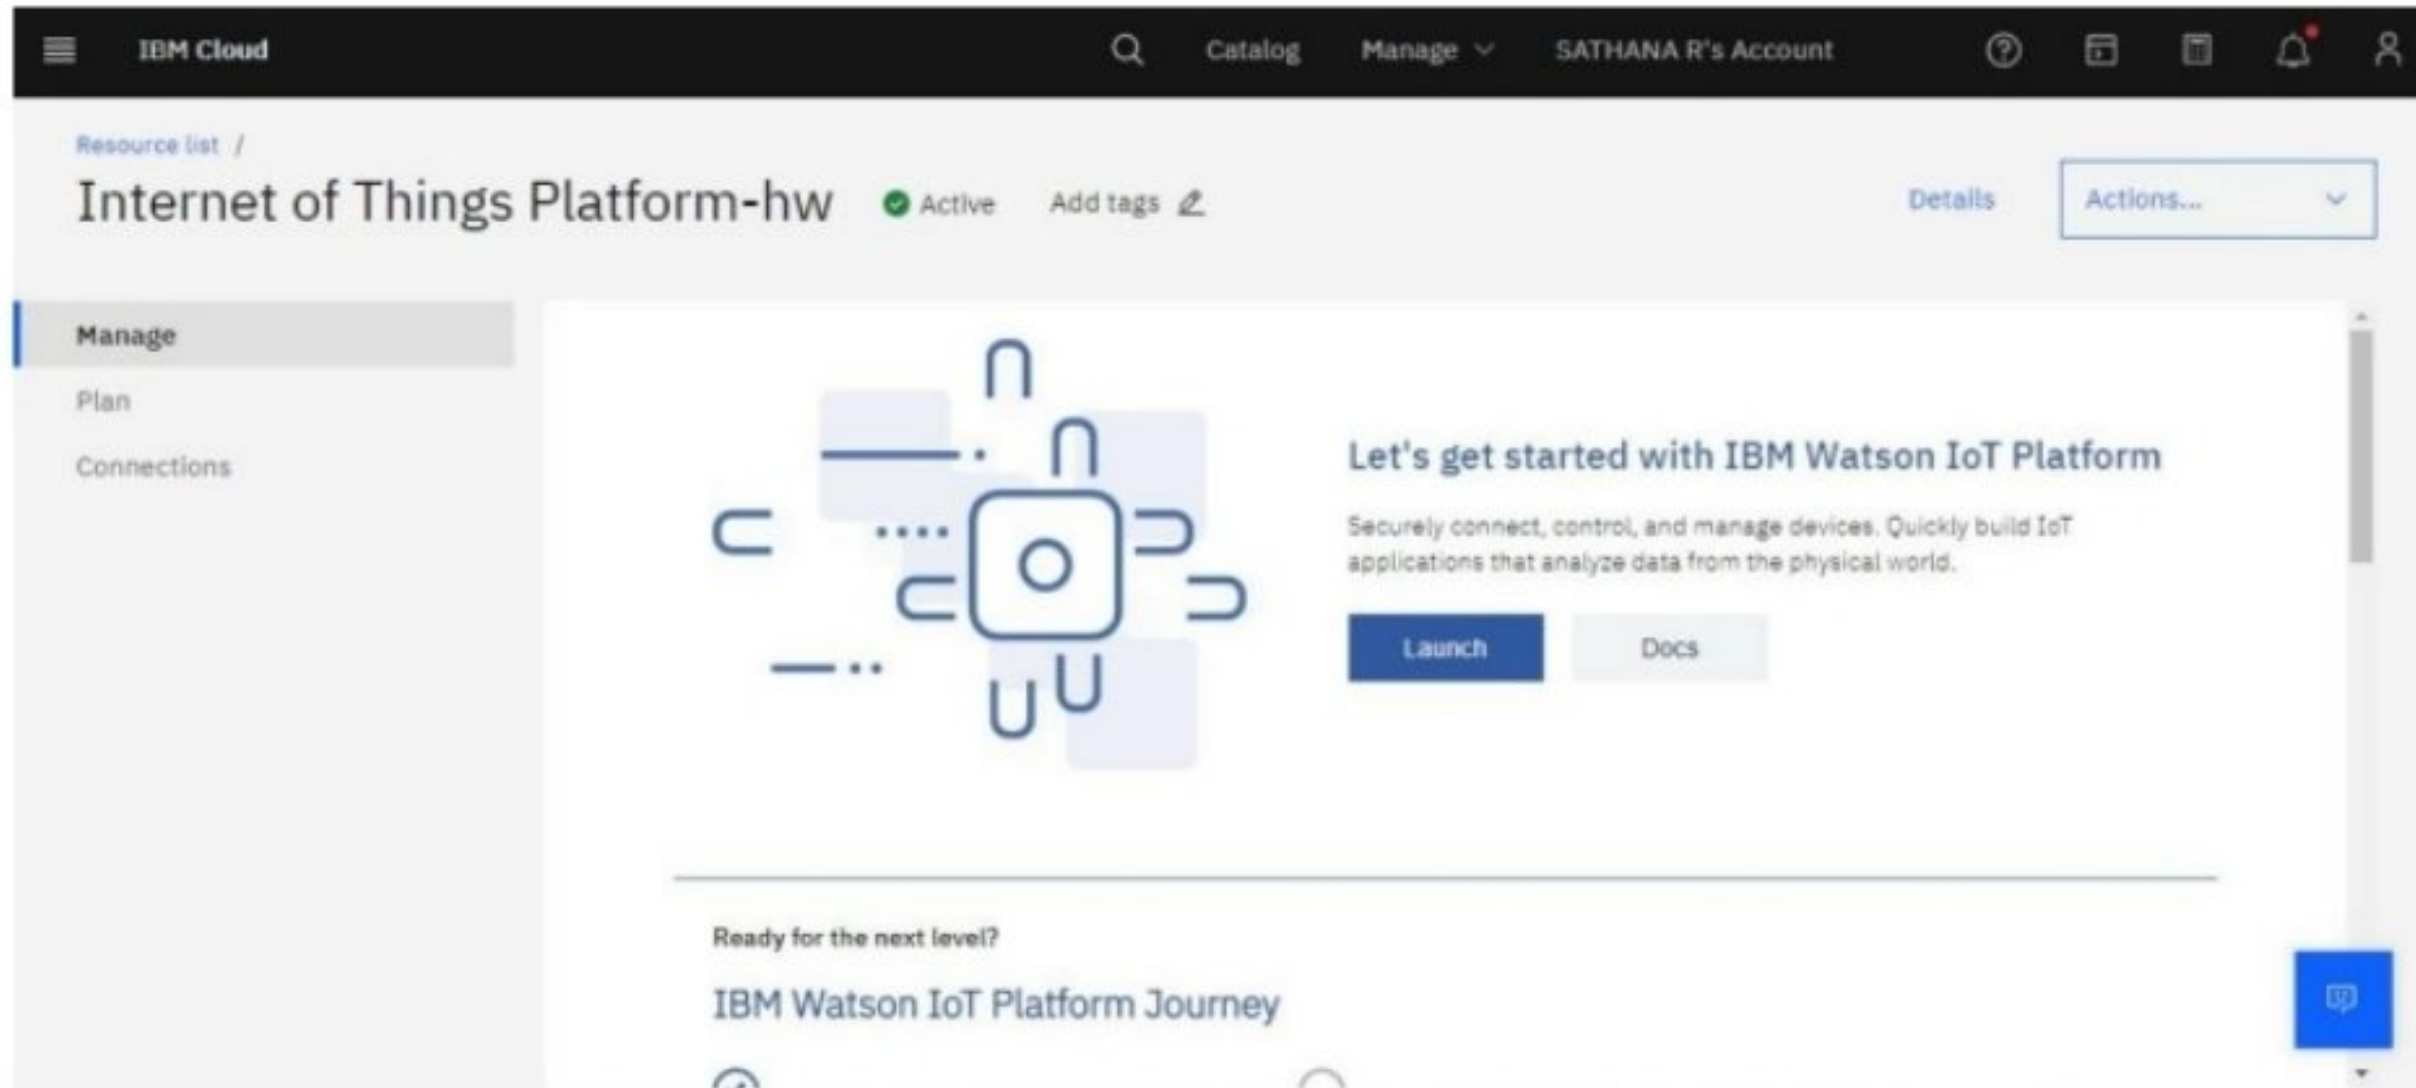 IBM Cloud
Catalog
Manage
SATHANA R's Account
Resource list /
Internet of Things Platform-hw
Active
Add tags
Details
Actions...
Manage
Plan
Connections
Let's get started with IBM Watson IoT Platform
Securely connect, control, and manage devices. Quickly build IoT
applications that analyze data from the physical world.
Launch
Docs
Ready for the next level?
IBM Watson IoT Platform Journey